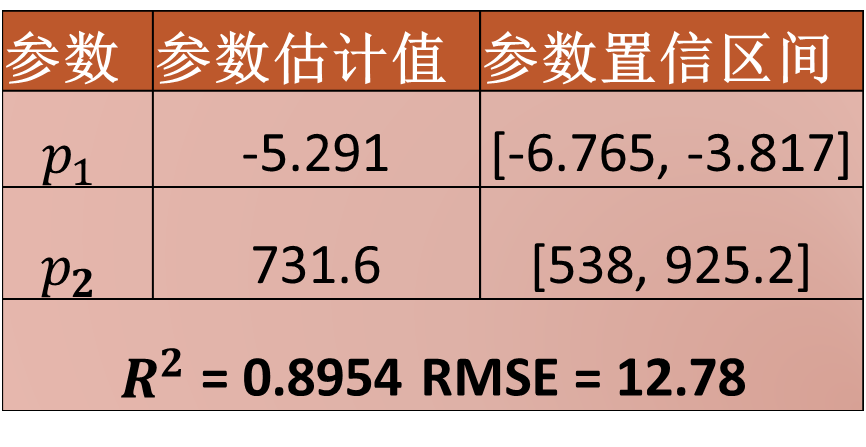 参数 参数估计值 参数置信区间
p₁ -5.291 [-6.765, -3.817]
p₂ 731.6 [538, 925.2]
R² = 0.8954 RMSE = 12.78